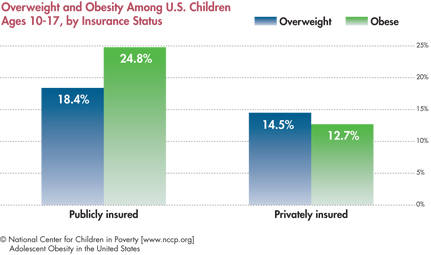 Overweight and Obesity Among U.S. Children
Ages 10-17, by Insurance Status
Overweight
Obese
25%
24.8%
20%
18.4%
15%
14.5%
12.7%
10%
5%
0%
Publicly insured
Privately insured
© National Center for Children in Poverty [www.nccp.org]
Adolescent Obesity in the United States